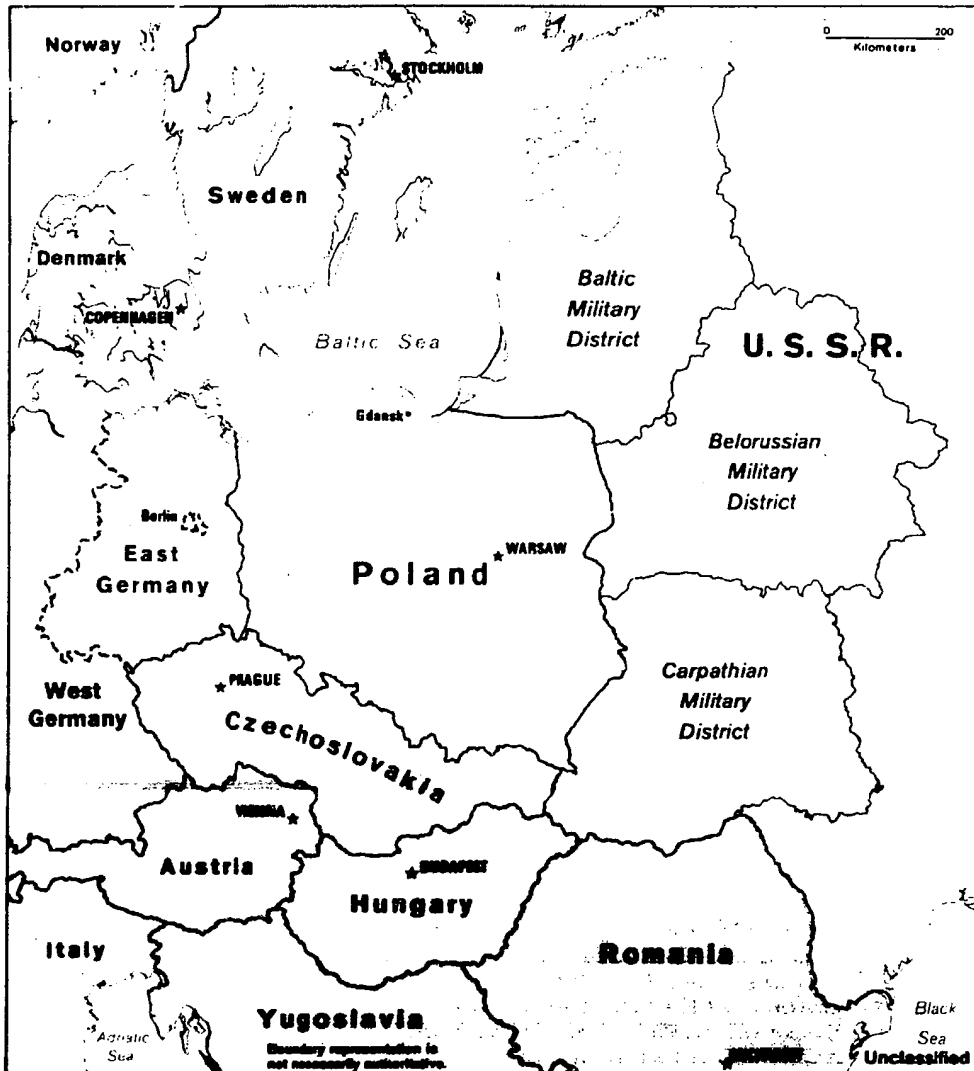 Norway
0 200
Kilometers
STOCKHOLM
Sweden
Denmark
COPENHAGEN
Baltic Sea
Baltic
Military
District
U. S. S. R.
Gdansk
Belorussian
Military
District
Berlin
East
Germany
Poland
WARSAW
West
Germany
PRAGUE
Czechoslovakia
Carpathian
Military
District
VIENNA
Austria
BUDAPEST
Hungary
Italy
Romania
Adriatic
Sea
Yugoslavia
Boundary representation is
not necessarily authoritative.
Black
Sea
Unclassified